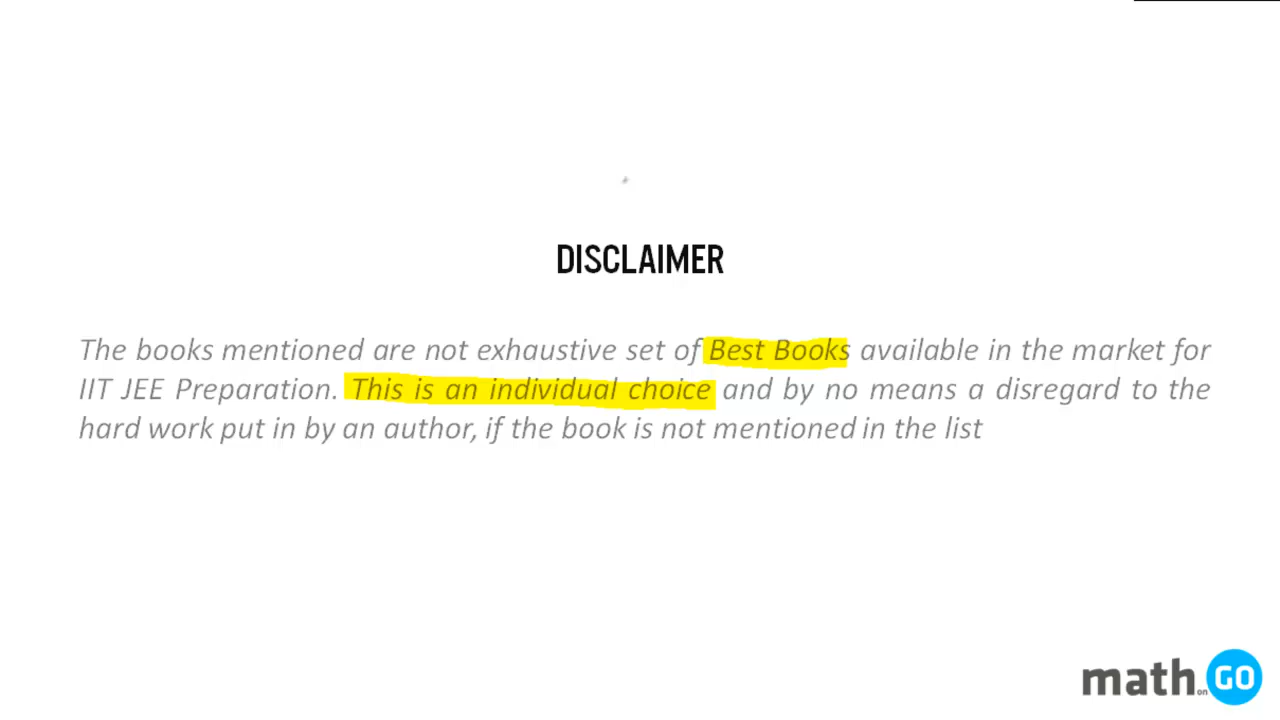 DISCLAIMER
The books mentioned are not exhaustive set of Best Books available in the market for
IIT JEE Preparation. This is an individual choice and by no means a disregard to the
hard work put in by an author, if the book is not mentioned in the list
math on GO